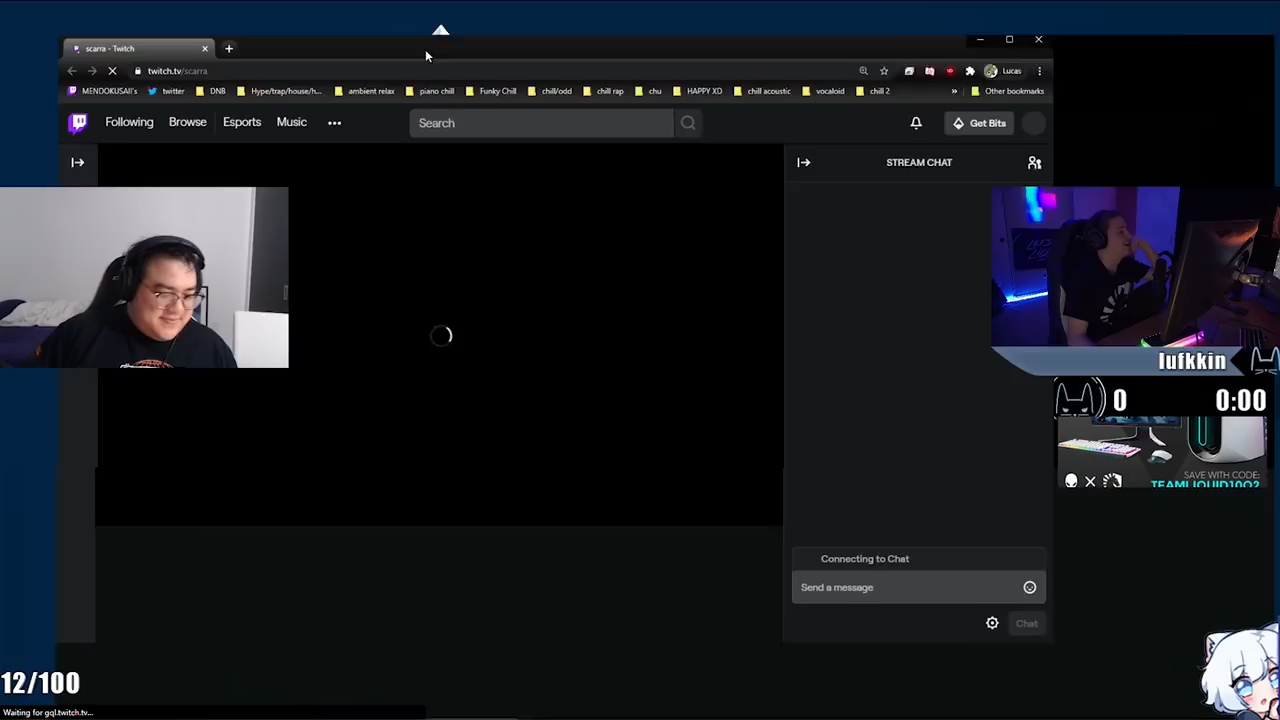 scarra - Twitch
twitch.tv/scarra
Lucas
MENDOKUSAII's twitter DNB Hype/trap/house/h... ambient relax piano chill Funky Chill chill/odd chill rap chu HAPPY XD chill acoustic vocaloid chill 2 » Other bookmarks
Following Browse Esports Music ••• Search Get Bits
STREAM CHAT
lufkkin
0 0:00
SAVE WITH CODE:
TEAMLIQUID1002
Connecting to Chat
Send a message
Chat
12/100
Waiting for gql.twitch.tv...